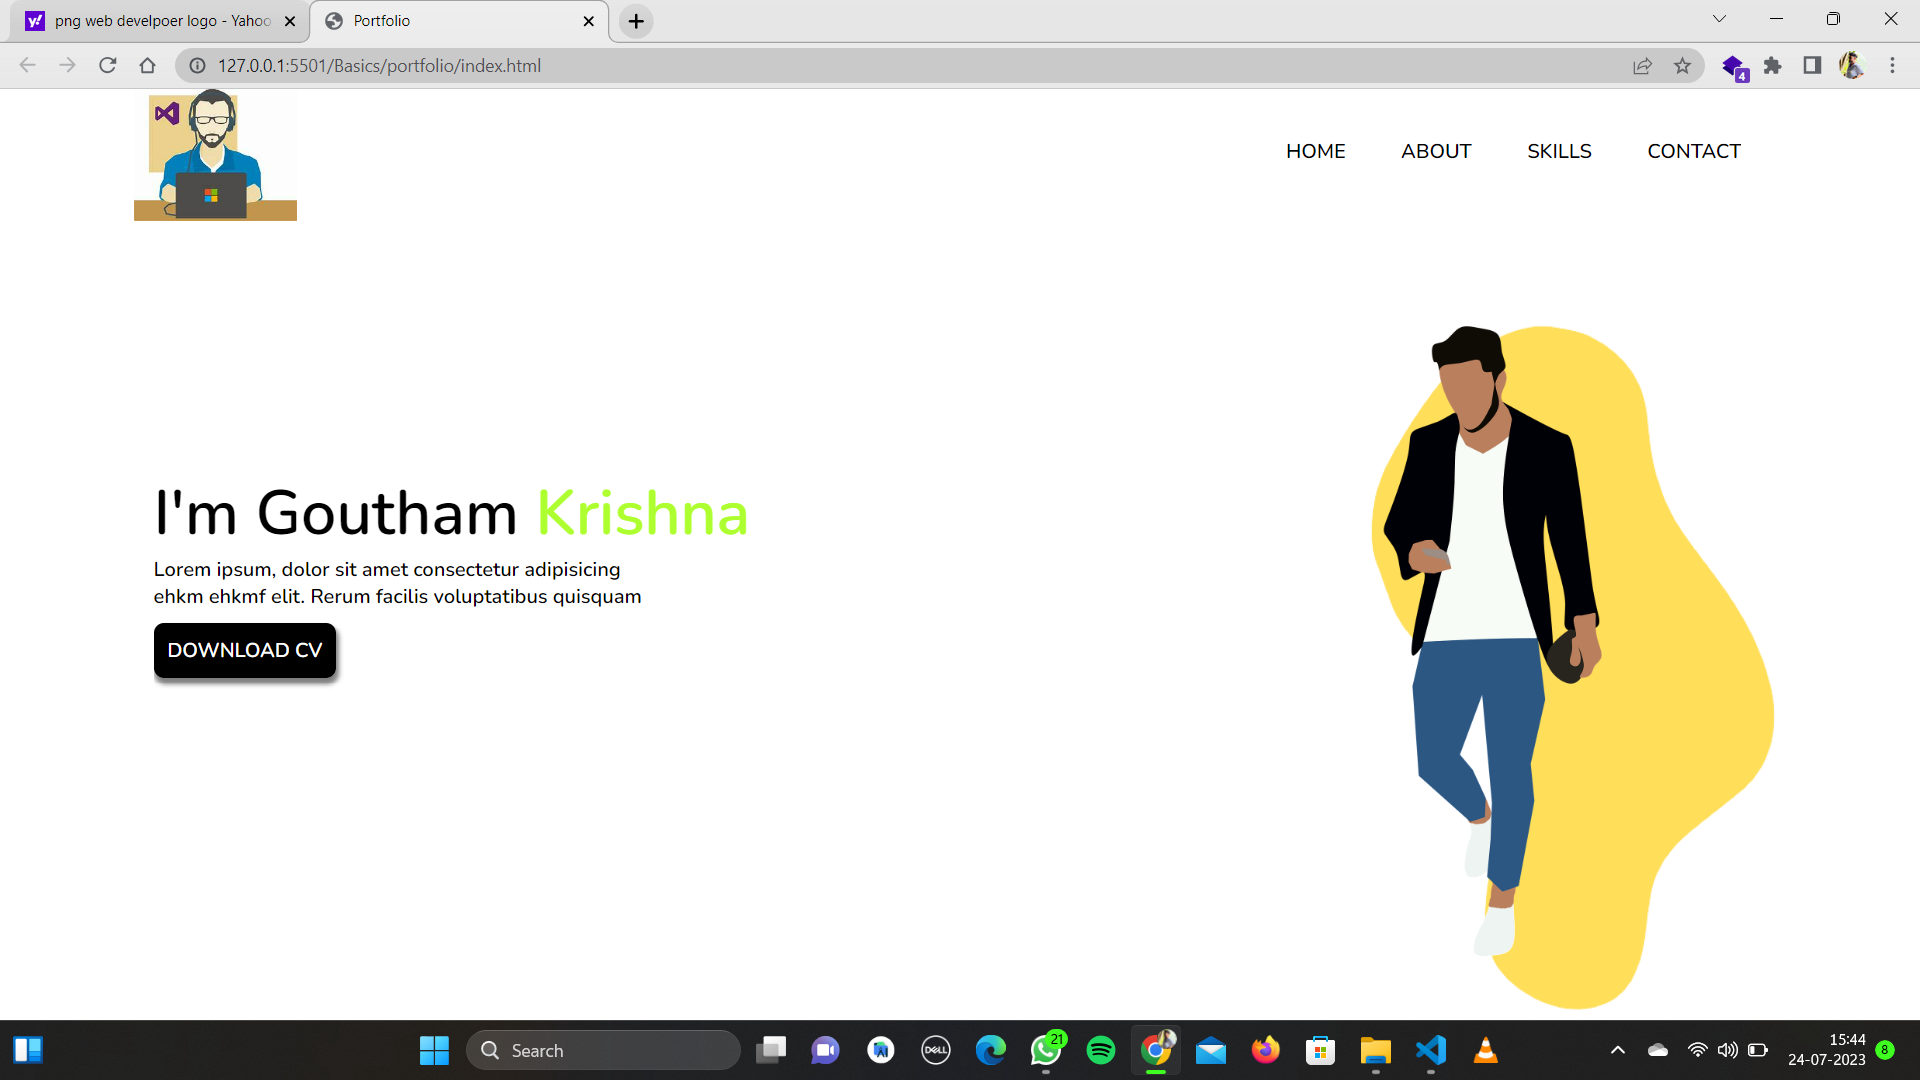 png web develpoer logo - Yahoo
Portfolio
127.0.0.1:5501/Basics/portfolio/index.html
4
HOME ABOUT SKILLS CONTACT
I'm Goutham Krishna
Lorem ipsum, dolor sit amet consectetur adipisicing
ehkm ehkmf elit. Rerum facilis voluptatibus quisquam
DOWNLOAD CV
Search
DELL
21
15:44
24-07-2023
8